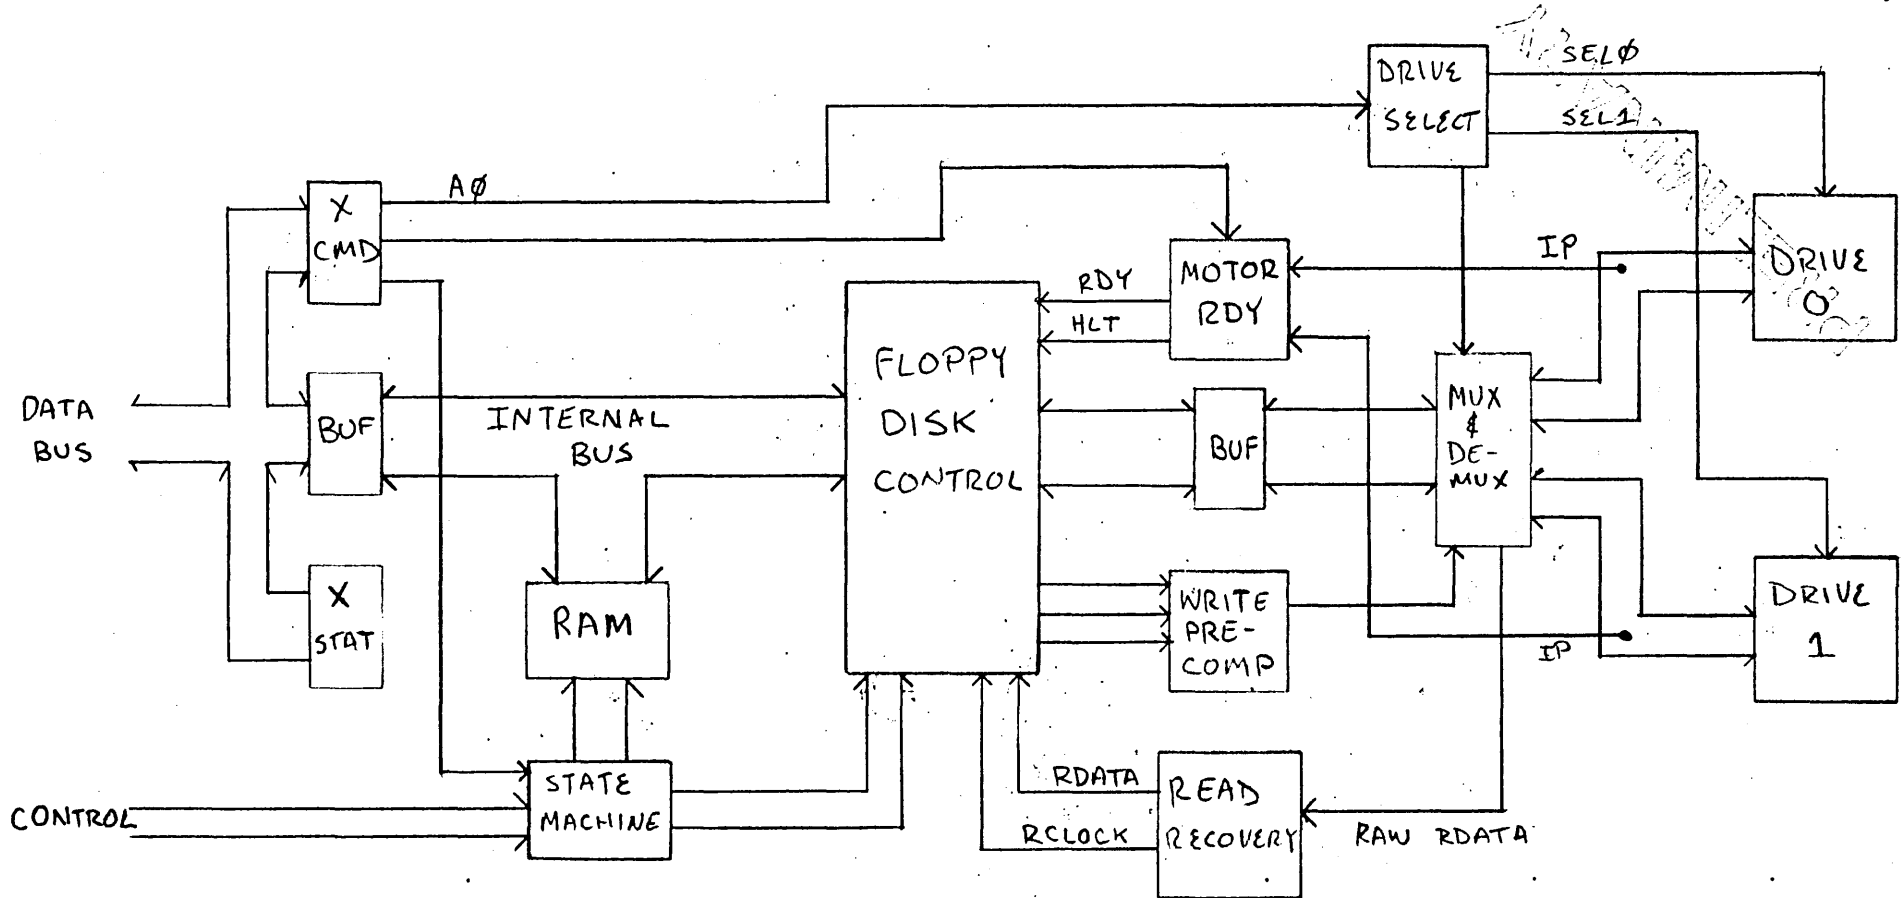 DRIVE
SELECT
SELØ
SEL1
X
CMD
AØ
MOTOR
RDY
RDY
HLT
IP
DRIVE
0
FLOPPY
DISK
CONTROL
DATA
BUS
BUF
INTERNAL
BUS
BUF
MUX
&
DE-
MUX
X
STAT
RAM
WRITE
PRE-
COMP
IP
DRIVE
1
STATE
MACHINE
CONTROL
RDATA
RCLOCK
READ
RECOVERY
RAW RDATA